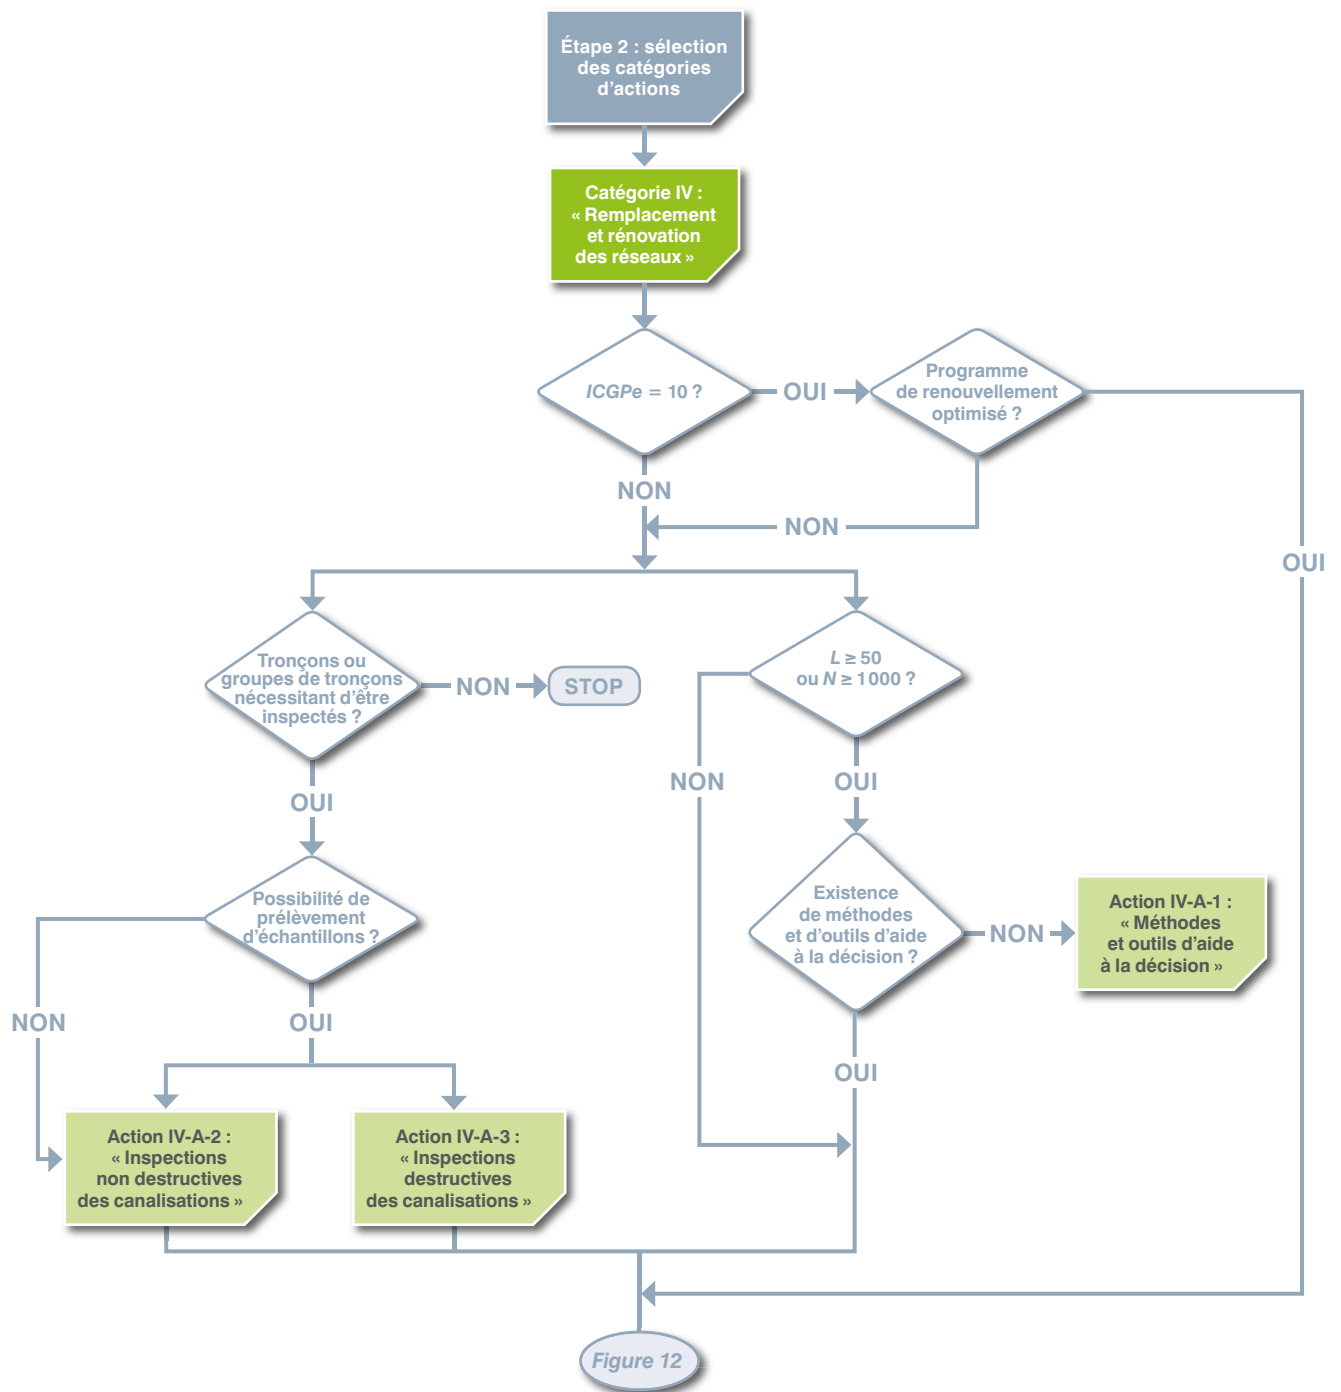 Étape 2 : sélection
des catégories
d'actions
Catégorie IV :
« Remplacement
et rénovation
des réseaux »
ICGPe = 10 ?
OUI
Programme
de renouvellement
optimisé ?
NON
NON
OUI
Tronçons ou
groupes de tronçons
nécessitant d'être
inspectés ?
NON
STOP
L ≥ 50
ou N ≥ 1000 ?
NON
OUI
OUI
Possibilité de
prélèvement
d'échantillons ?
Existence
de méthodes
et d'outils d'aide
à la décision ?
NON
Action IV-A-1 :
« Méthodes
et outils d'aide
à la décision »
NON
OUI
OUI
Action IV-A-2 :
« Inspections
non destructives
des canalisations »
Action IV-A-3 :
« Inspections
destructives
des canalisations »
Figure 12